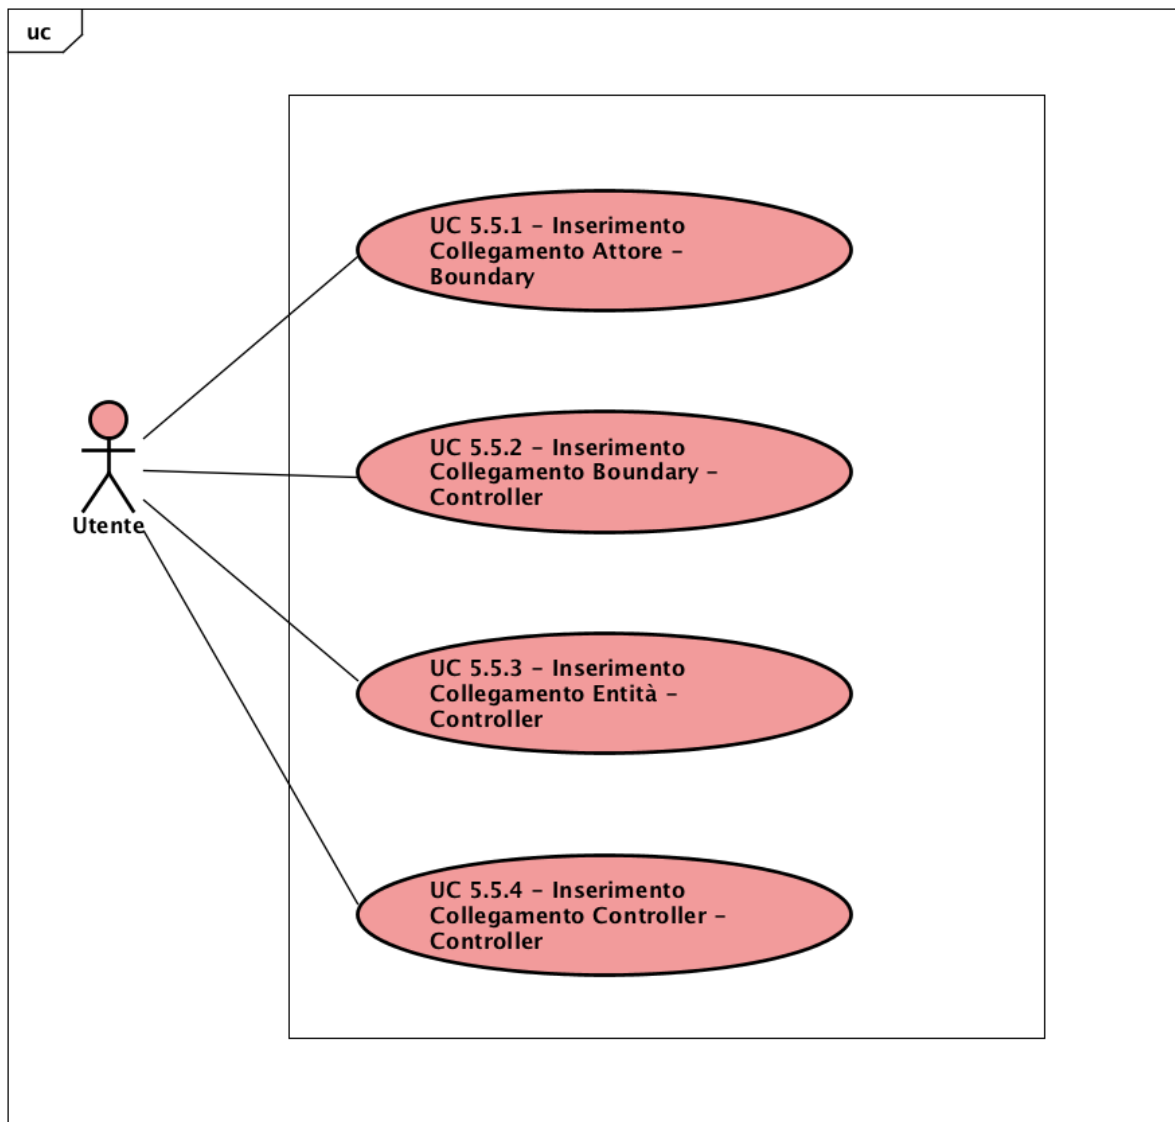 uc
UC 5.5.1 – Inserimento
Collegamento Attore –
Boundary
UC 5.5.2 – Inserimento
Collegamento Boundary –
Controller
Utente
UC 5.5.3 – Inserimento
Collegamento Entità –
Controller
UC 5.5.4 – Inserimento
Collegamento Controller –
Controller